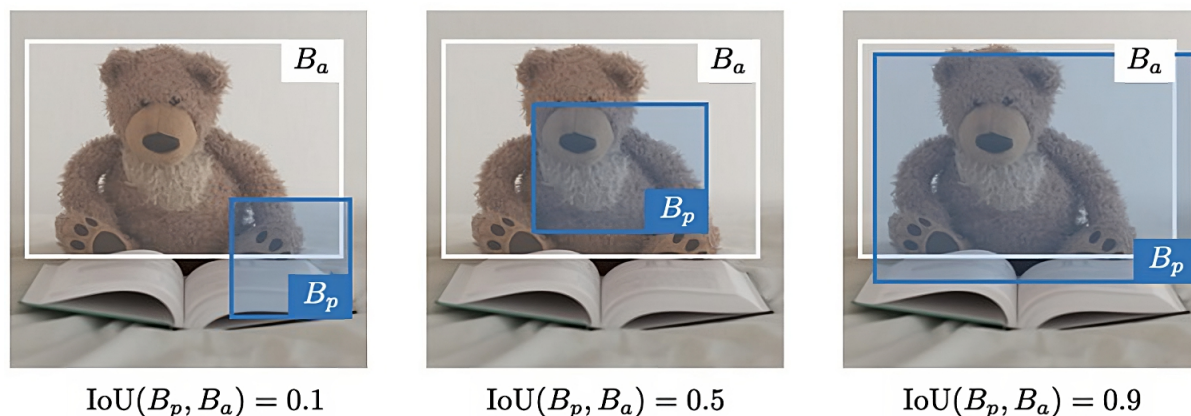 B_a
B_p
IoU(B_p, B_a) = 0.1
B_a
B_p
IoU(B_p, B_a) = 0.5
B_a
B_p
IoU(B_p, B_a) = 0.9